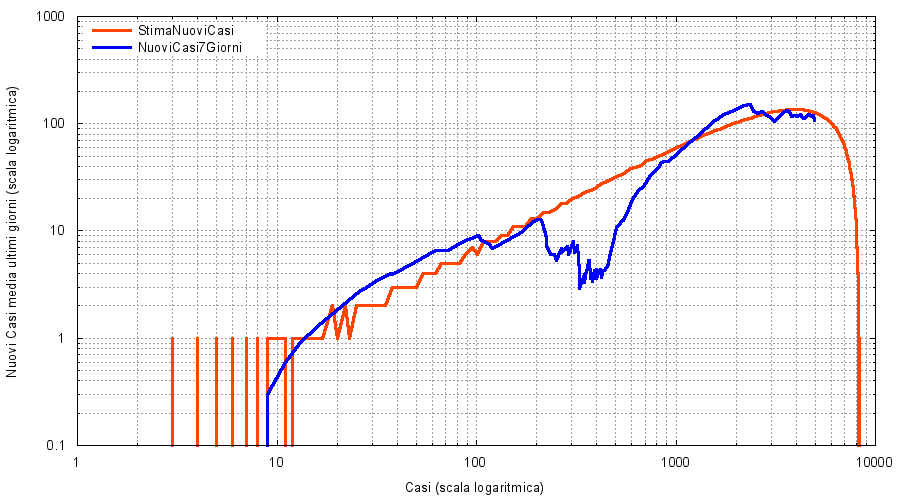 1000
StimaNuoviCasi
NuoviCasi7Giorni
100
10
1
0.1
Nuovi Casi media ultimi giorni (scala logaritmica)
1
10
100
1000
10000
Casi (scala logaritmica)